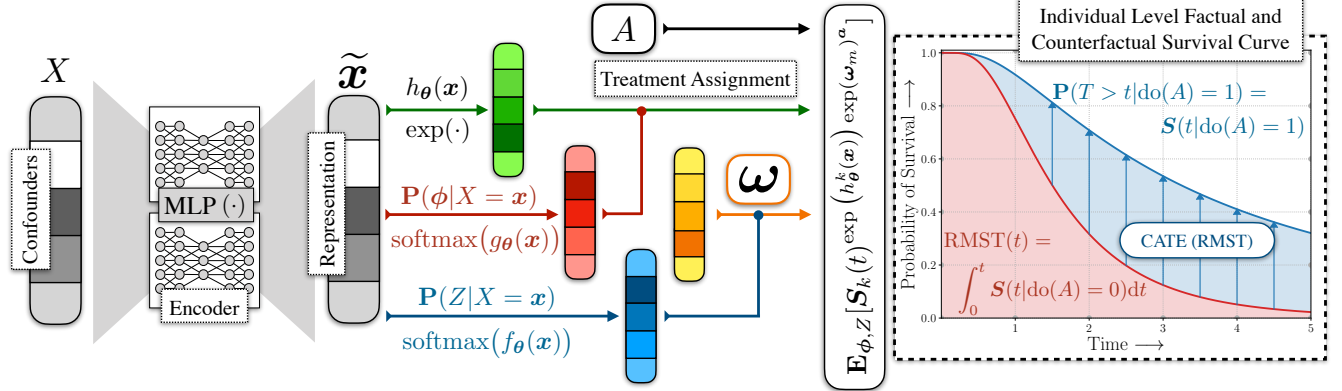 X
Confounders
MLP (·)
Encoder
x̃
Representation
h_θ(x)
exp(·)
P(ϕ|X = x)
softmax(g_θ(x))
P(Z|X = x)
softmax(f_θ(x))
A
Treatment Assignment
ω
E_{ϕ,Z}[S_k(t)^{exp(h_θ^k(x)) exp(ω_m)^a}]
Individual Level Factual and
Counterfactual Survival Curve
P(T > t|do(A) = 1) =
S(t|do(A) = 1)
CATE (RMST)
RMST(t) =
∫_0^t S(t|do(A) = 0)dt
Probability of Survival ⟶
1.0
0.8
0.6
0.4
0.2
0.0
1
2
3
4
5
Time ⟶